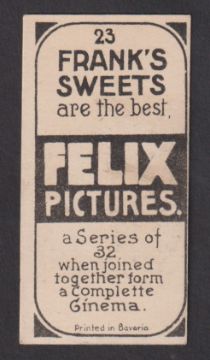 23
FRANK'S
SWEETS
are the best,
FELIX
PICTURES.
a Series of
32
when joined
together form
a complette
Cinema.
Printed in Bavaria